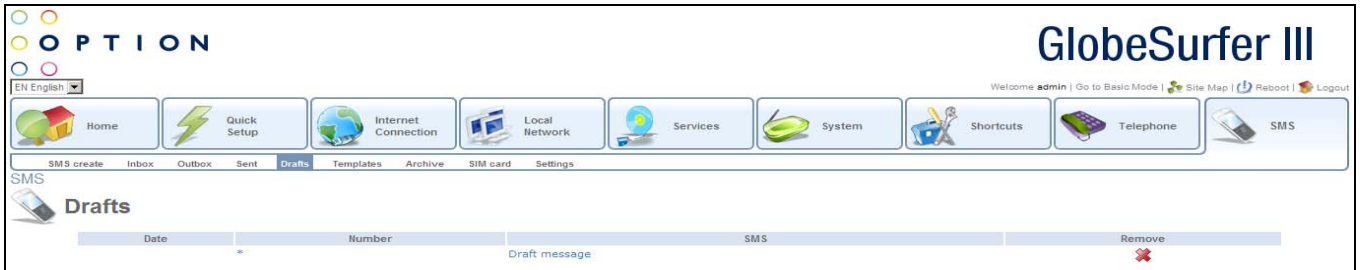 OPTION
GlobeSurfer III
EN English
Welcome admin | Go to Basic Mode | Site Map | Reboot | Logout
Home Quick Setup Internet Connection Local Network Services System Shortcuts Telephone SMS
SMS create Inbox Outbox Sent Drafts Templates Archive SIM card Settings
SMS
Drafts
Date Number SMS Remove
* Draft message